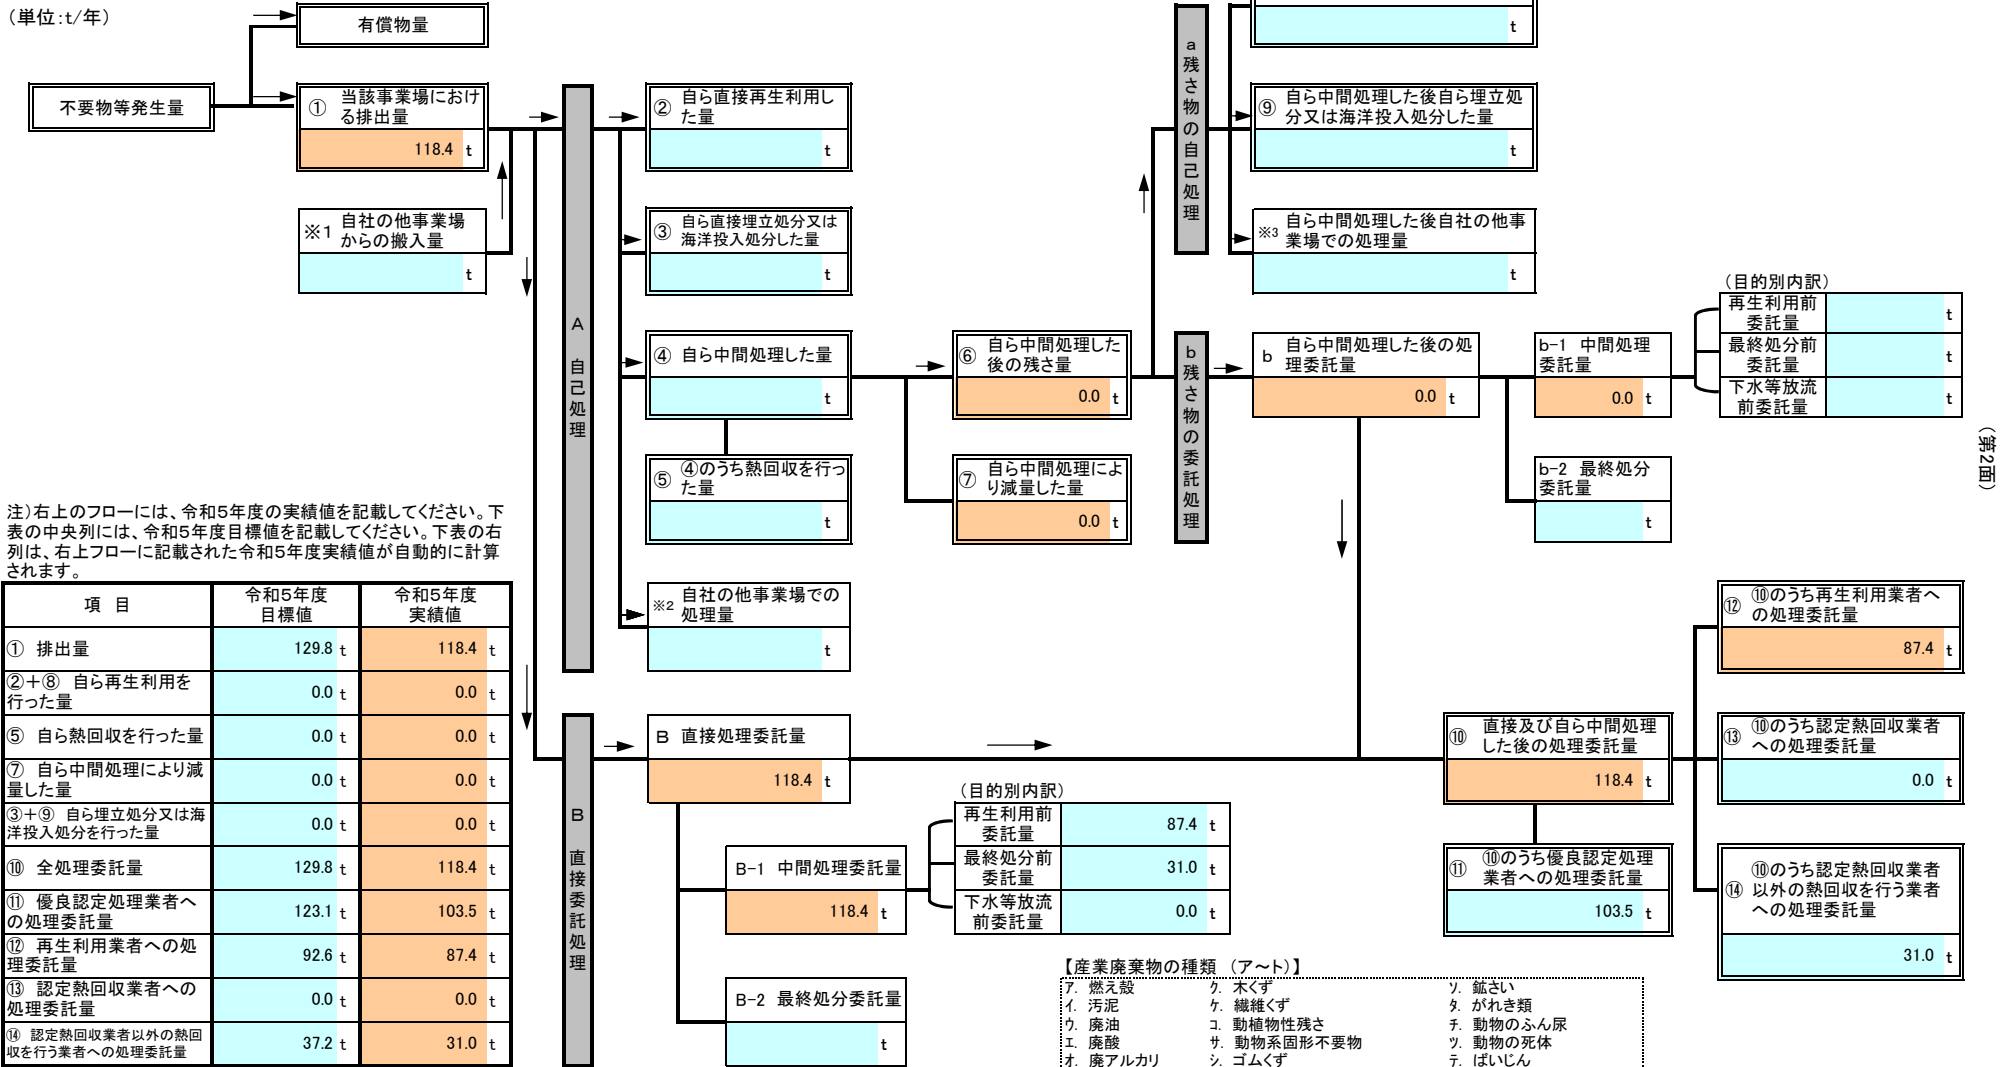 （単位：t/年）
有償物量
不要物等発生量
① 当該事業場におけ
る排出量
118.4 t
※1 自社の他事業場
からの搬入量
t
A 自己処理
② 自ら直接再生利用し
た量
t
③ 自ら直接埋立処分又は
海洋投入処分した量
t
④ 自ら中間処理した量
t
⑤ ④のうち熱回収を行っ
た量
t
※2 自社の他事業場での
処理量
t
⑥ 自ら中間処理した
後の残さ量
0.0 t
⑦ 自ら中間処理によ
り減量した量
0.0 t
a残さ物の自己処理
t
⑨ 自ら中間処理した後自ら埋立処
分又は海洋投入処分した量
t
※3 自ら中間処理した後自社の他事
業場での処理量
t
b残さ物の委託処理
b 自ら中間処理した後の処
理委託量
0.0 t
b-1 中間処理
委託量
0.0 t
b-2 最終処分
委託量
t
（目的別内訳）
再生利用前
委託量
t
最終処分前
委託量
t
下水等放流
前委託量
t
（第2面）
注）右上のフローには、令和5年度の実績値を記載してください。下
表の中央列には、令和5年度目標値を記載してください。下表の右
列は、右上フローに記載された令和5年度実績値が自動的に計算
されます。
項 目 令和5年度
目標値 令和5年度
実績値
① 排出量 129.8 t 118.4 t
②＋⑧ 自ら再生利用を
行った量 0.0 t 0.0 t
⑤ 自ら熱回収を行った量 0.0 t 0.0 t
⑦ 自ら中間処理により減
量した量 0.0 t 0.0 t
③＋⑨ 自ら埋立処分又は海
洋投入処分を行った量 0.0 t 0.0 t
⑩ 全処理委託量 129.8 t 118.4 t
⑪ 優良認定処理業者へ
の処理委託量 123.1 t 103.5 t
⑫ 再生利用業者への処
理委託量 92.6 t 87.4 t
⑬ 認定熱回収業者への
処理委託量 0.0 t 0.0 t
⑭ 認定熱回収業者以外の熱回
収を行う業者への処理委託量 37.2 t 31.0 t
B 直接委託処理
B 直接処理委託量
118.4 t
B-1 中間処理委託量
118.4 t
B-2 最終処分委託量
t
（目的別内訳）
再生利用前
委託量
87.4 t
最終処分前
委託量
31.0 t
下水等放流
前委託量
0.0 t
⑩ 直接及び自ら中間処理
した後の処理委託量
118.4 t
⑪ ⑩のうち優良認定処理
業者への処理委託量
103.5 t
⑫ ⑩のうち再生利用業者へ
の処理委託量
87.4 t
⑬ ⑩のうち認定熱回収業者
への処理委託量
0.0 t
⑭ ⑩のうち認定熱回収業者
以外の熱回収を行う業者
への処理委託量
31.0 t
【産業廃棄物の種類 （ア～ト）】
ア. 燃え殻 ク. 木くず ソ. 鉱さい
イ. 汚泥 ケ. 繊維くず タ. がれき類
ウ. 廃油 コ. 動植物性残さ チ. 動物のふん尿
エ. 廃酸 サ. 動物系固形不要物 ツ. 動物の死体
オ. 廃アルカリ シ. ゴムくず テ. ばいじん